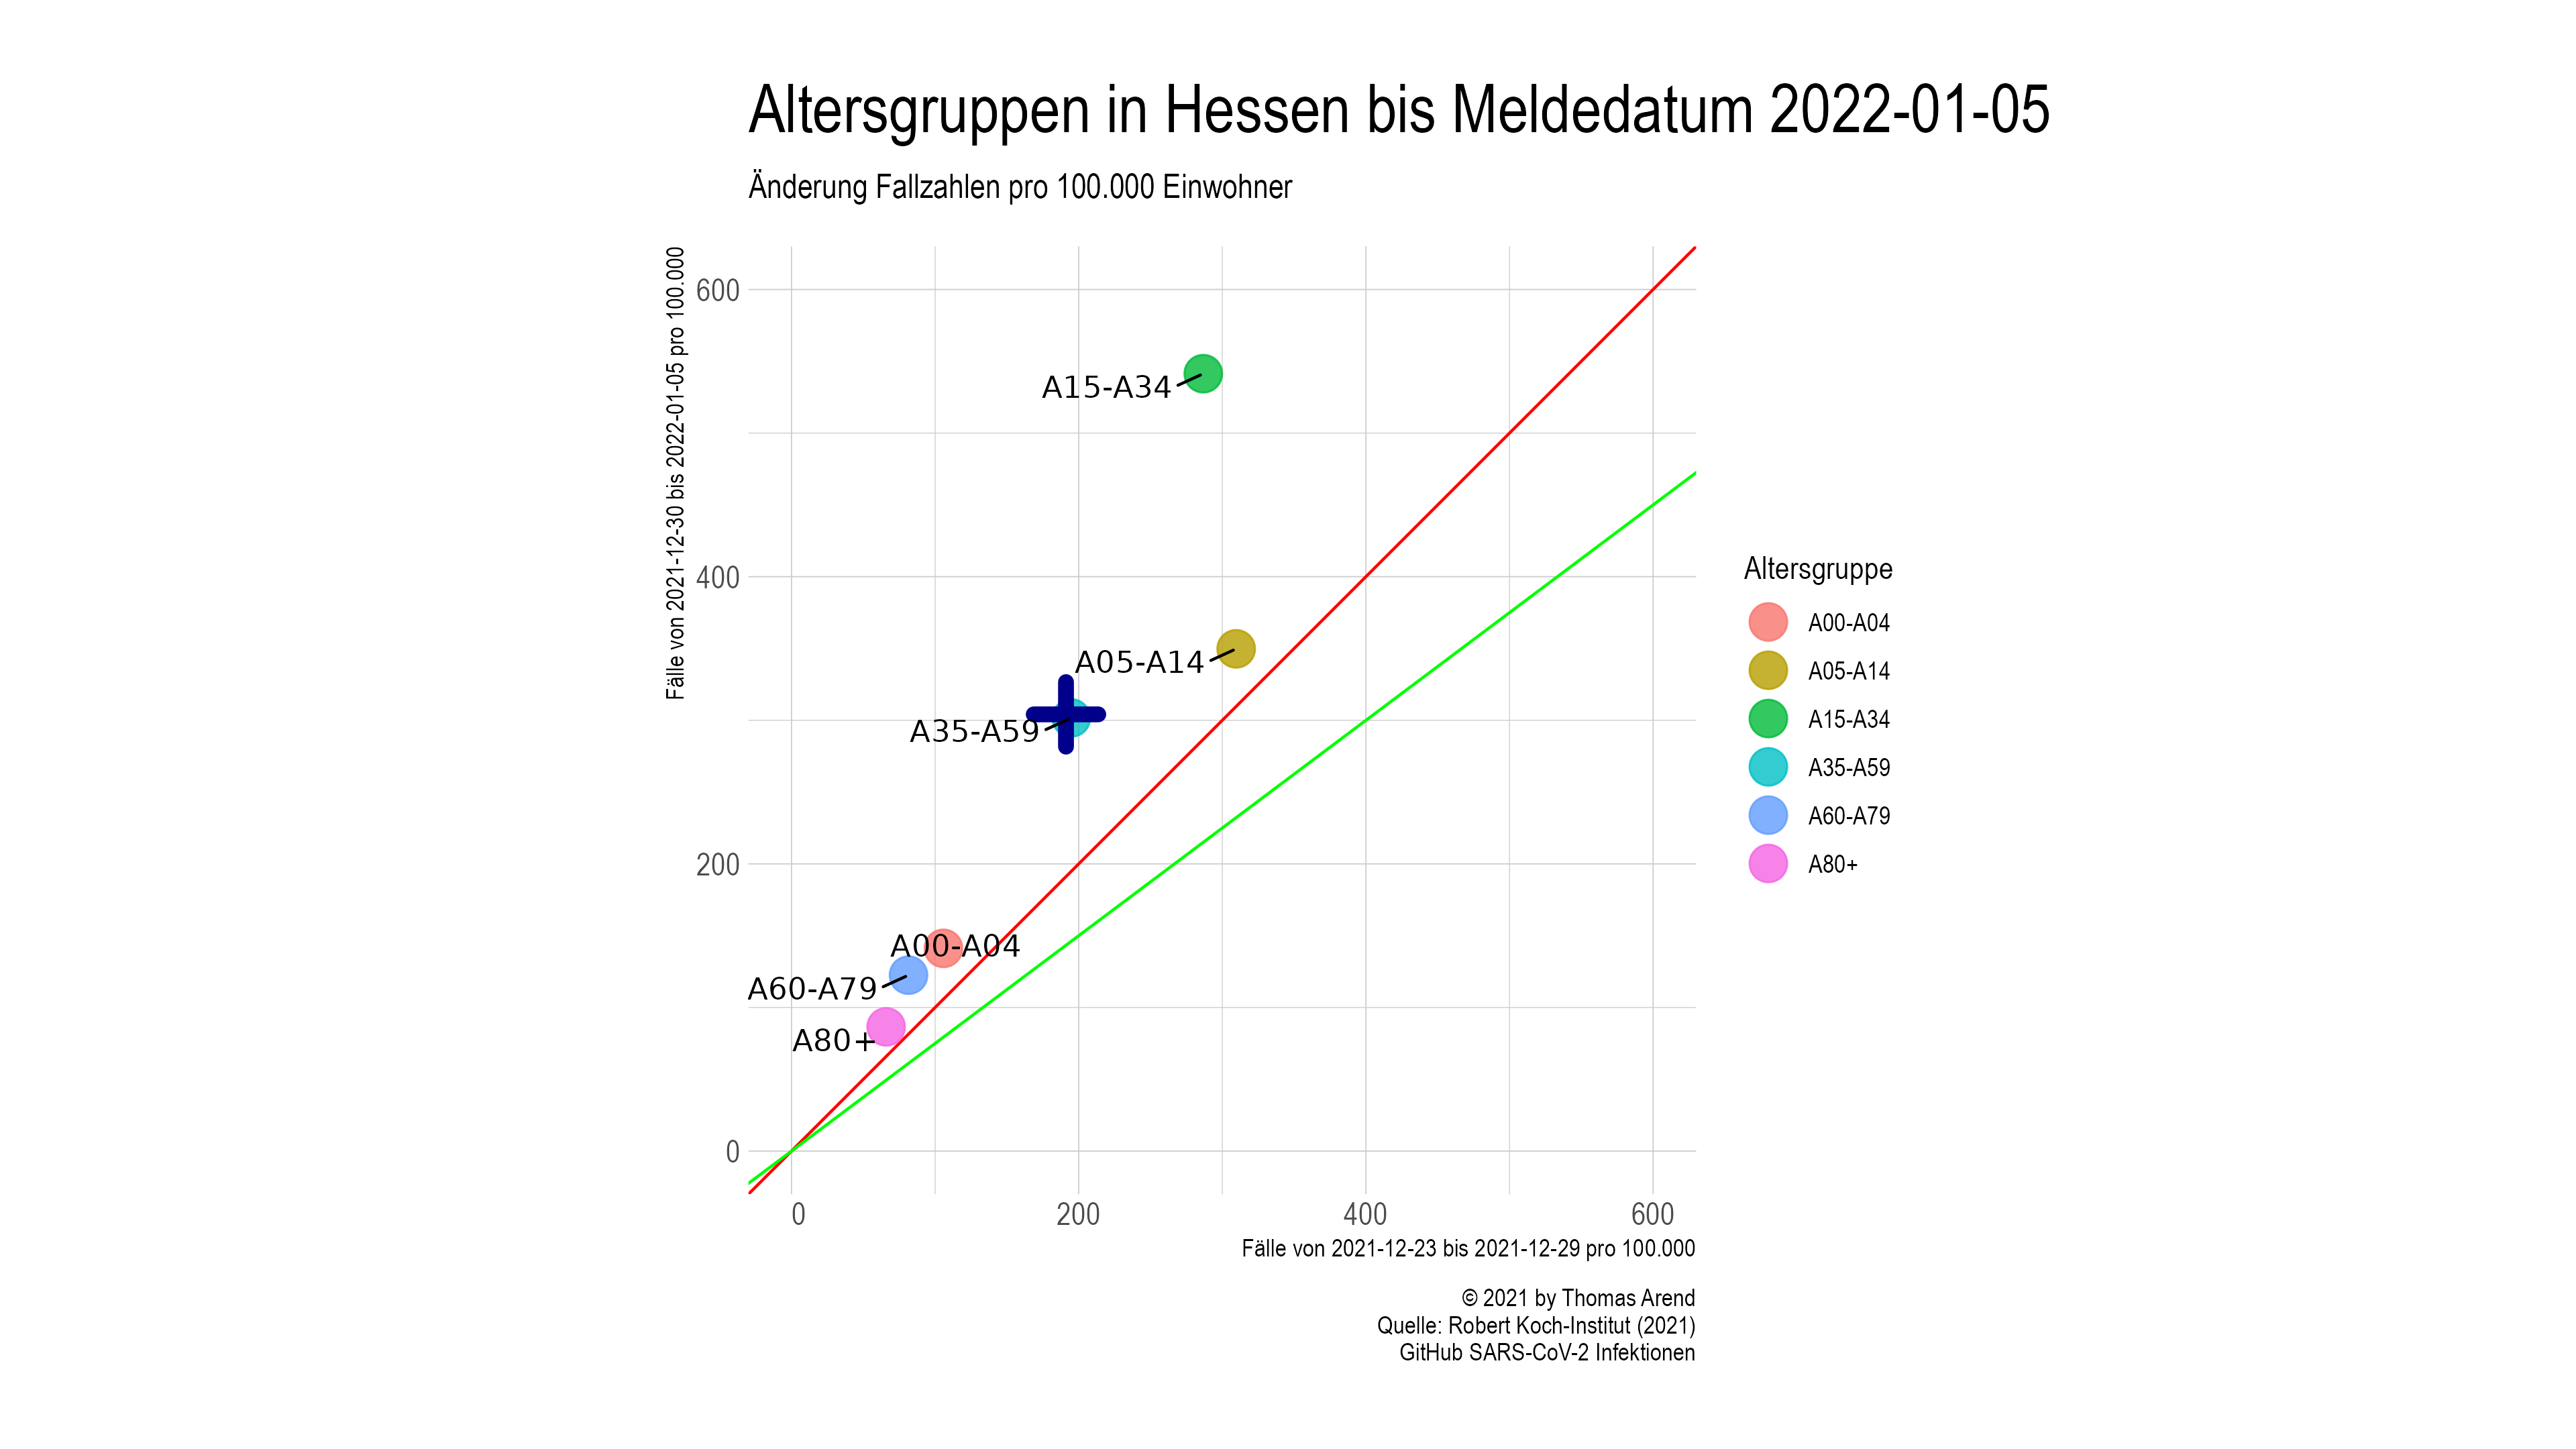 Altersgruppen in Hessen bis Meldedatum 2022-01-05
Änderung Fallzahlen pro 100.000 Einwohner
Fälle von 2021-12-30 bis 2022-01-05 pro 100.000
600
400
200
0
A15-A34
A05-A14
A35-A59
A00-A04
A60-A79
A80+
0
200
400
600
Fälle von 2021-12-23 bis 2021-12-29 pro 100.000
Altersgruppe
A00-A04
A05-A14
A15-A34
A35-A59
A60-A79
A80+
© 2021 by Thomas Arend
Quelle: Robert Koch-Institut (2021)
GitHub SARS-CoV-2 Infektionen